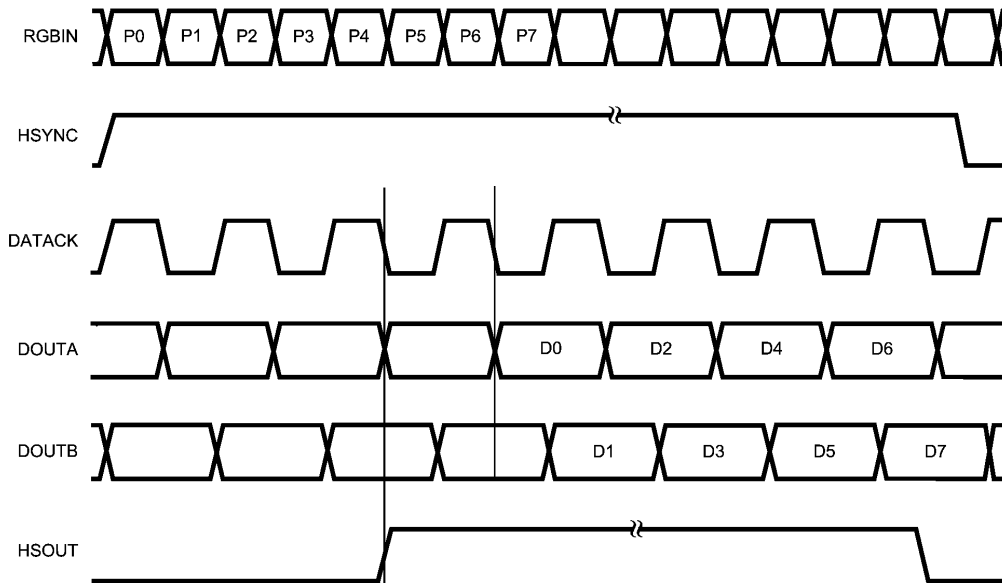 RGBIN P0 P1 P2 P3 P4 P5 P6 P7
HSYNC
DATACK
DOUTA D0 D2 D4 D6
DOUTB D1 D3 D5 D7
HSOUT